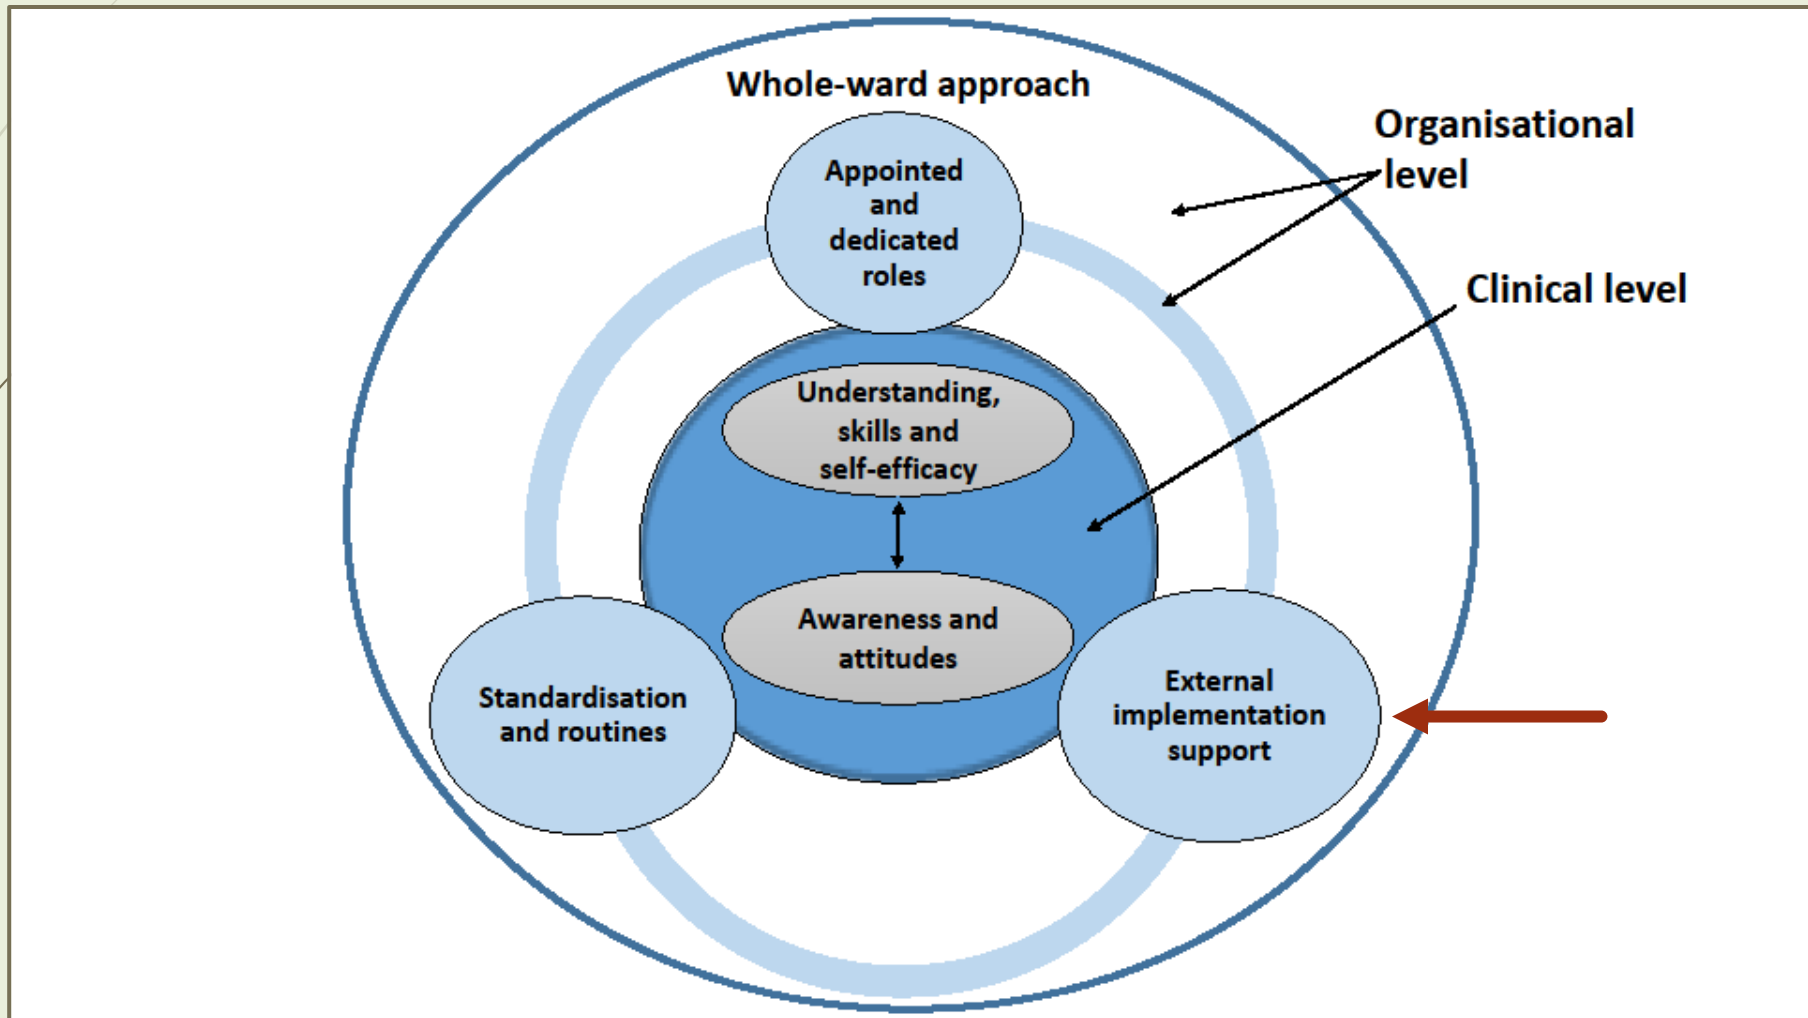 Whole-ward approach
Appointed
and
dedicated
roles
Organisational
level
Clinical level
Understanding,
skills and
self-efficacy
Awareness and
attitudes
Standardisation
and routines
External
implementation
support